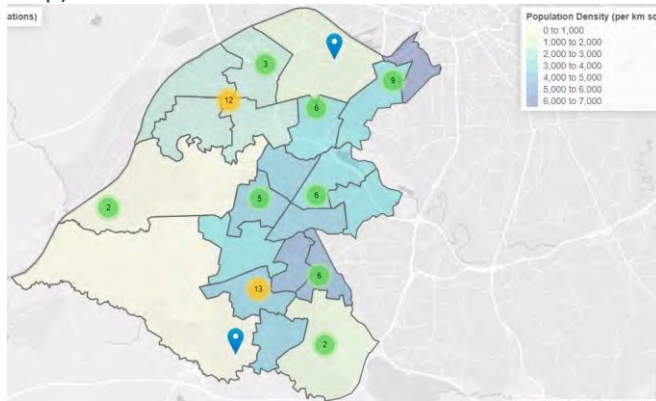 ations)
Population Density (per km sq
0 to 1,000
1,000 to 2,000
2,000 to 3,000
3,000 to 4,000
4,000 to 5,000
5,000 to 6,000
6,000 to 7,000
3
9
12
6
6
5
2
6
13
2